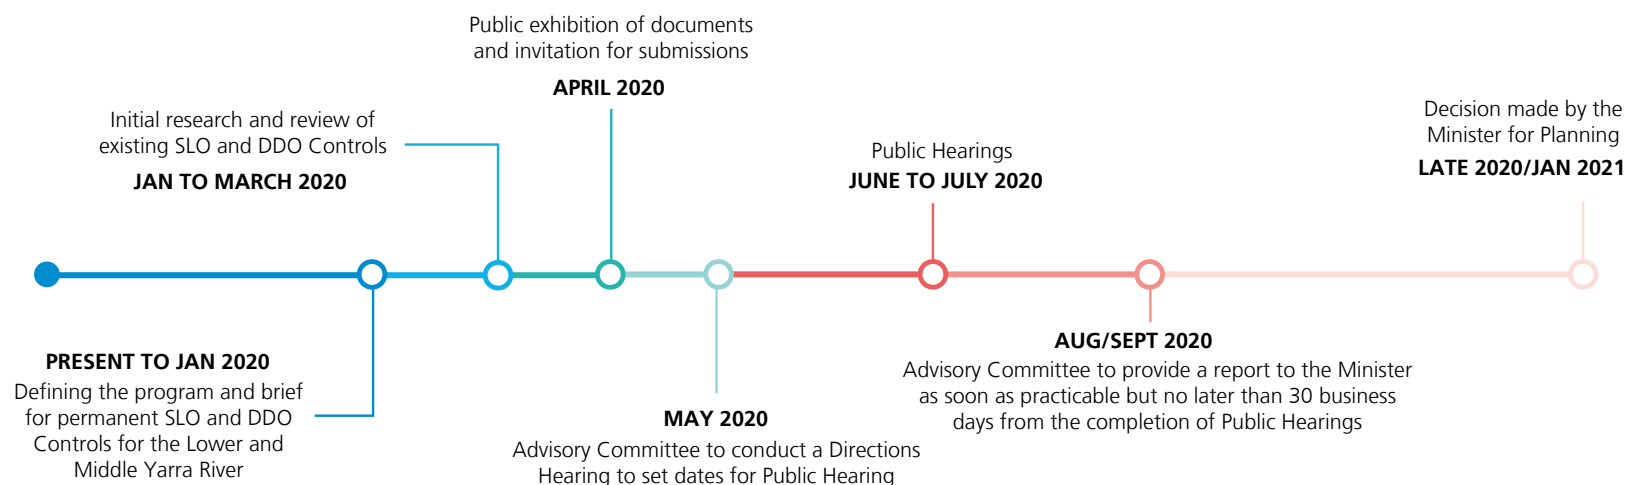 PRESENT TO JAN 2020
Defining the program and brief
for permanent SLO and DDO
Controls for the Lower and
Middle Yarra River
Initial research and review of
existing SLO and DDO Controls
JAN TO MARCH 2020
Public exhibition of documents
and invitation for submissions
APRIL 2020
MAY 2020
Advisory Committee to conduct a Directions
Hearing to set dates for Public Hearing
Public Hearings
JUNE TO JULY 2020
AUG/SEPT 2020
Advisory Committee to provide a report to the Minister
as soon as practicable but no later than 30 business
days from the completion of Public Hearings
Decision made by the
Minister for Planning
LATE 2020/JAN 2021